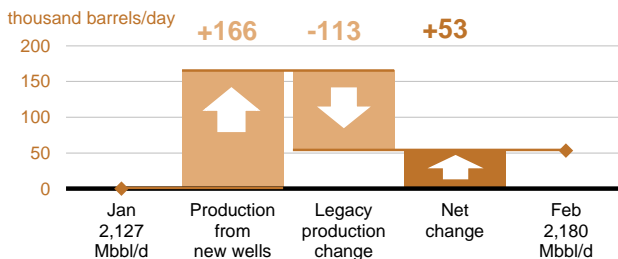 thousand barrels/day
+166 -113 +53
200
150
100
50
0
Jan
2,127
Mbbl/d
Production
from
new wells
Legacy
production
change
Net
change
Feb
2,180
Mbbl/d